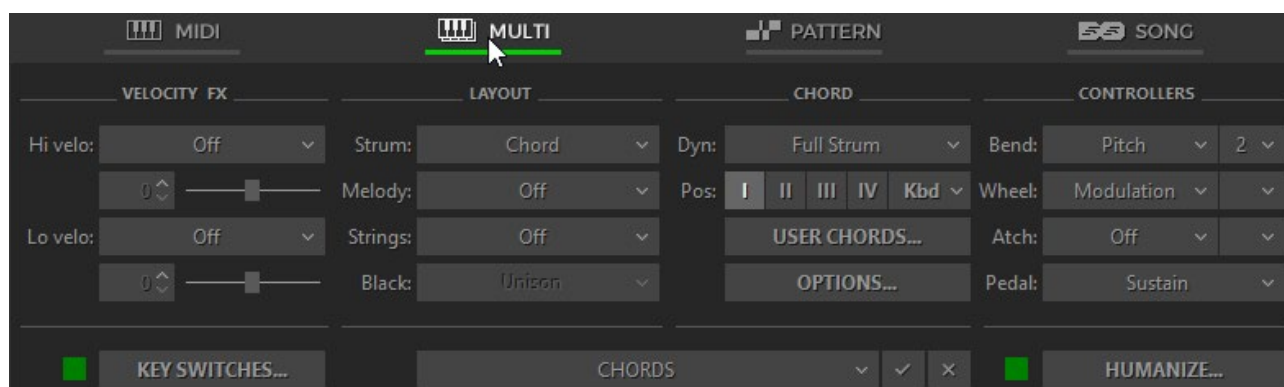 MIDI MULTI PATTERN SONG
VELOCITY FX LAYOUT CHORD CONTROLLERS
Hi velo: Off Strum: Chord Dyn: Full Strum Bend: Pitch 2
0 Melody: Off Pos: I II III IV Kbd Wheel: Modulation
Lo velo: Off Strings: Off USER CHORDS... Atch: Off
0 Black: Unison OPTIONS... Pedal: Sustain
KEY SWITCHES... CHORDS HUMANIZE...